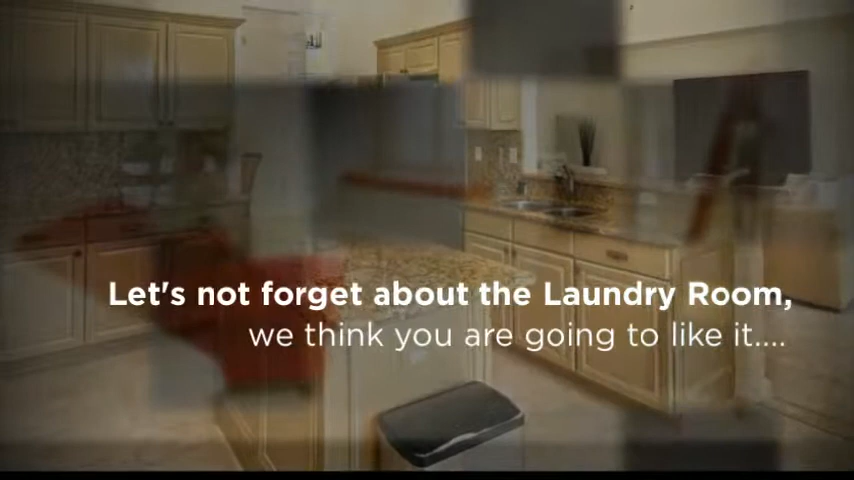 Let's not forget about the Laundry Room,
we think you are going to like it....